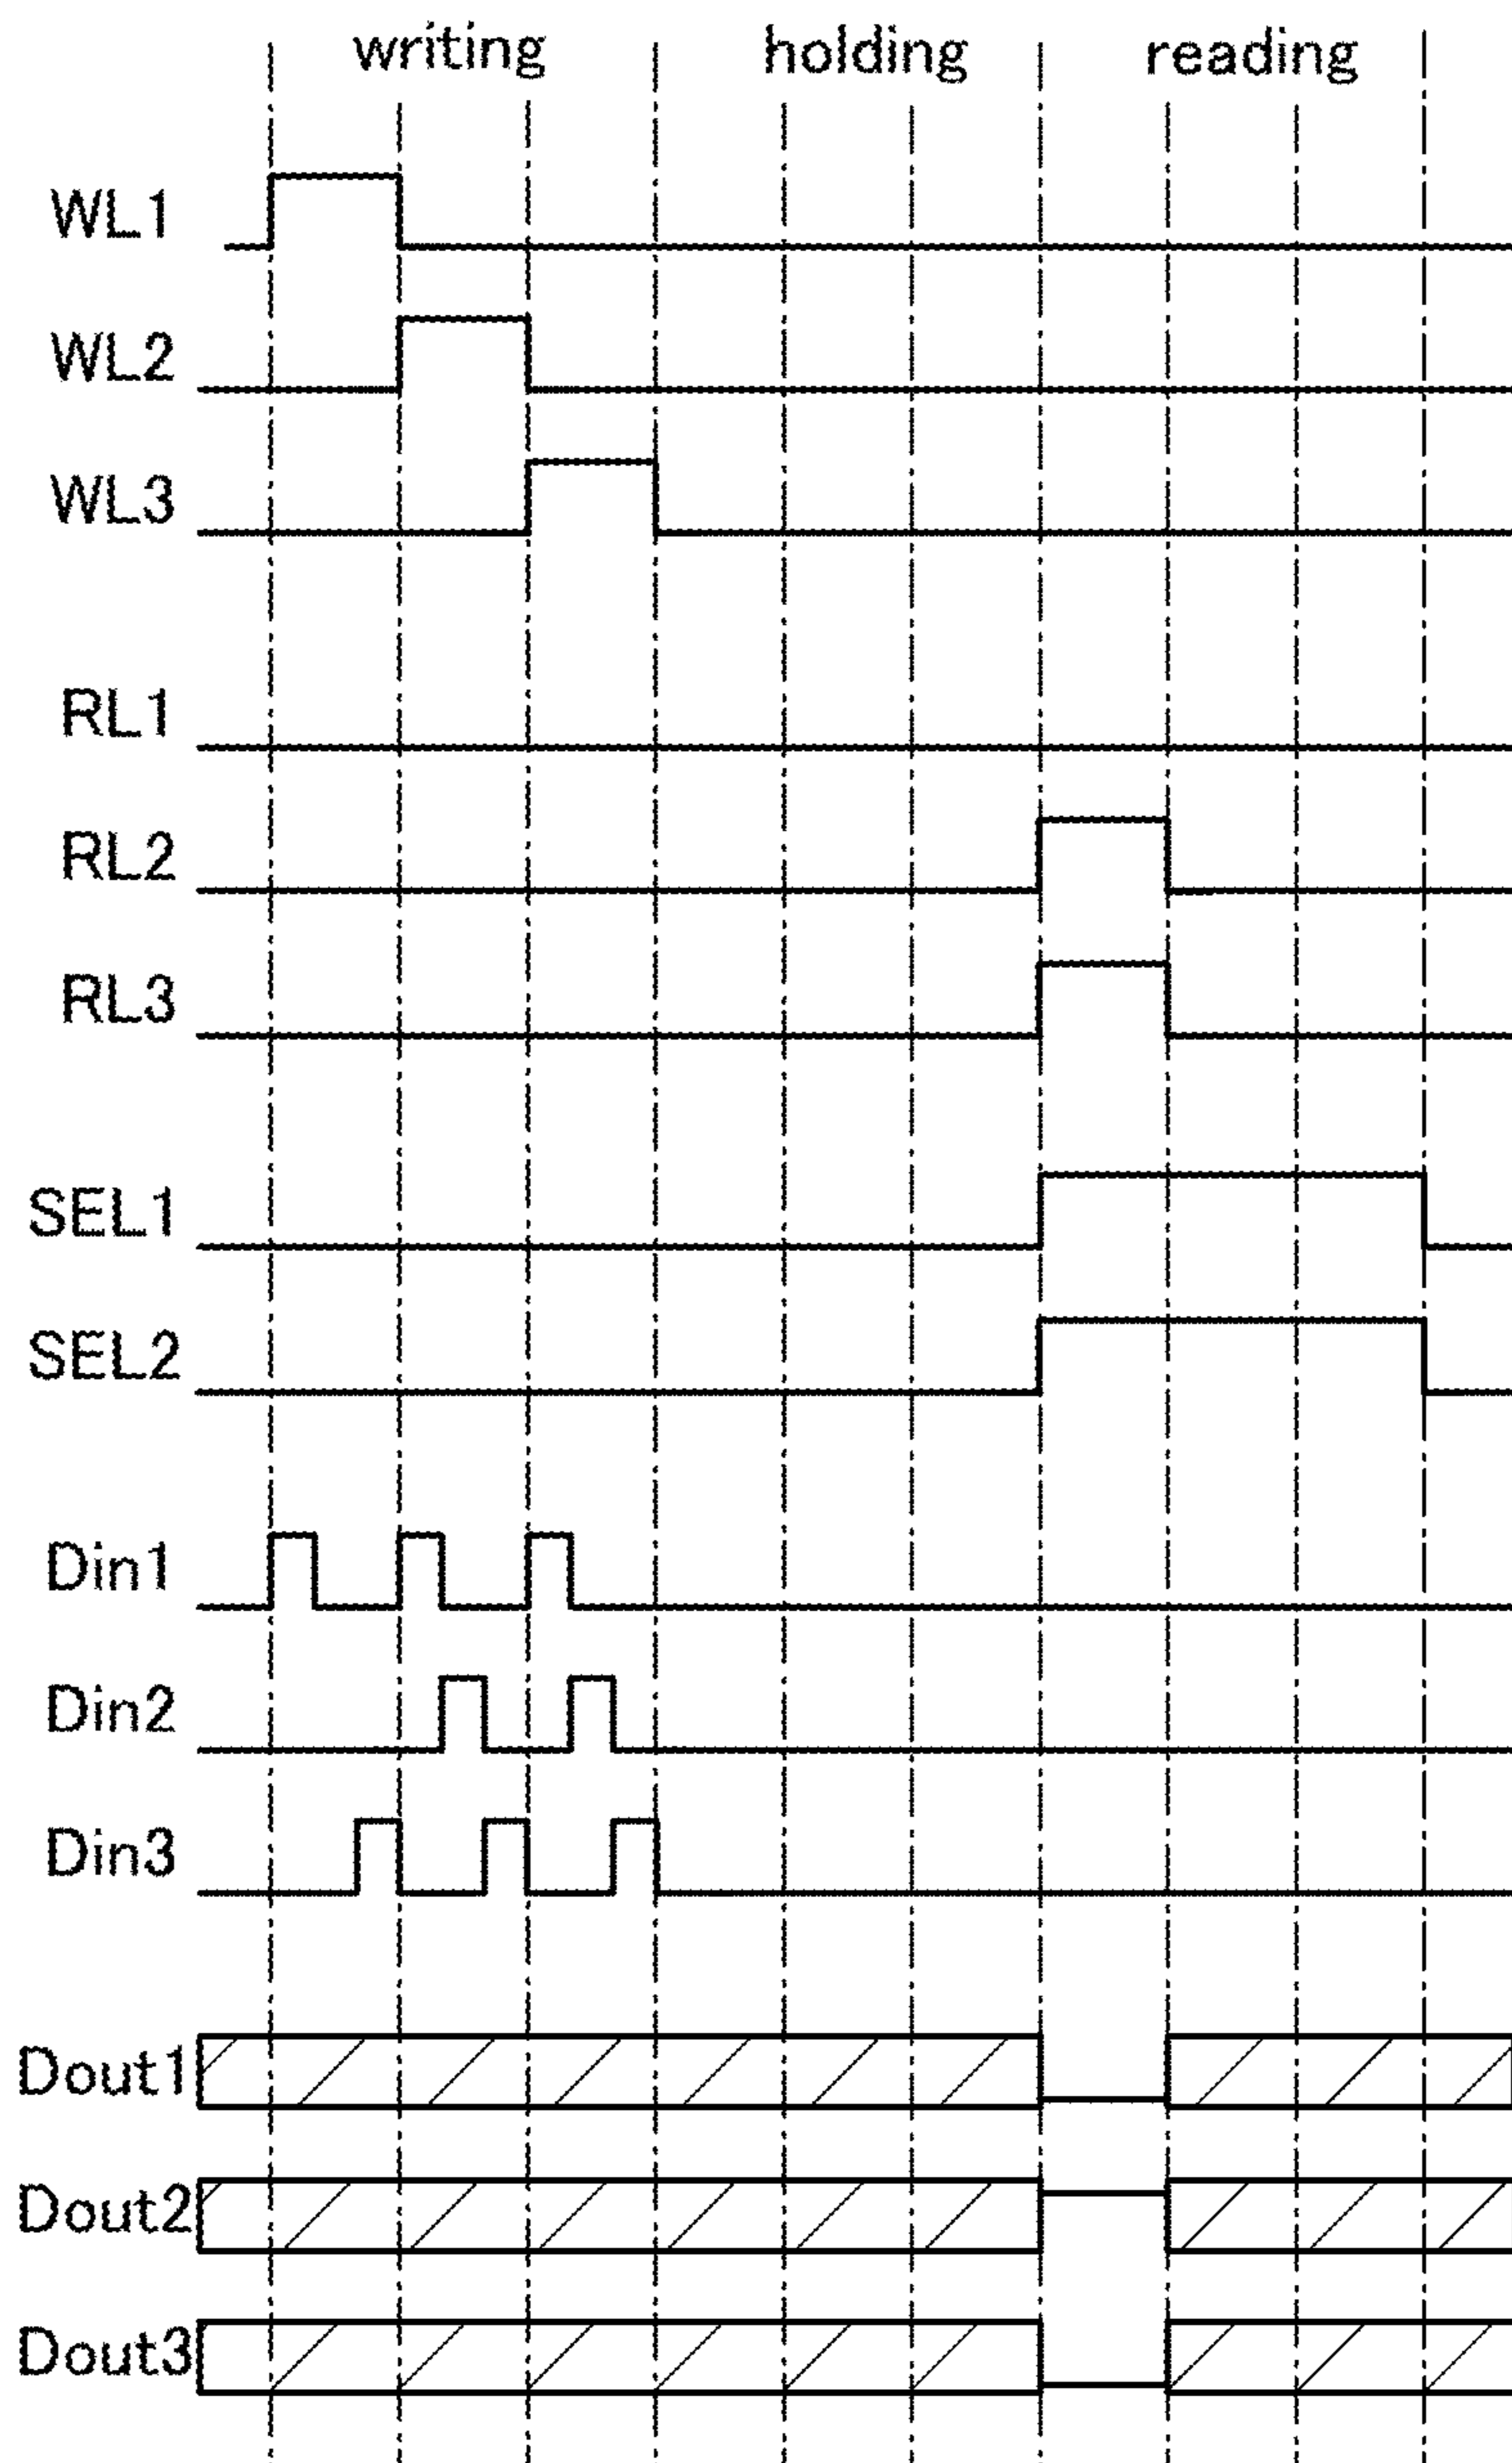 writing holding reading
WL1
WL2
WL3
RL1
RL2
RL3
SEL1
SEL2
Din1
Din2
Din3
Dout1
Dout2
Dout3